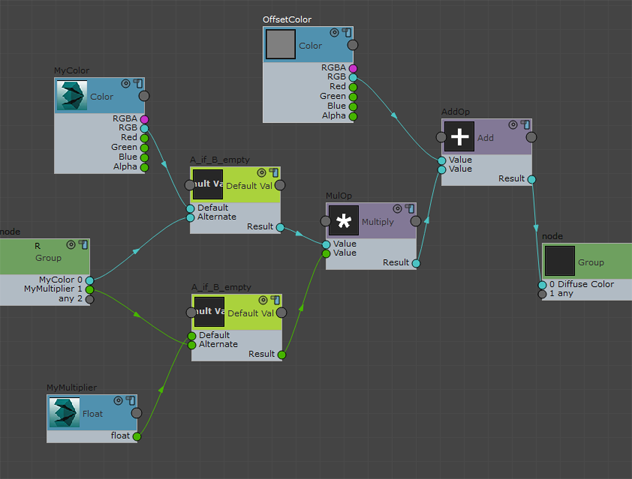 OffsetColor
Color
RGBA
RGB
Red
Green
Blue
Alpha
MyColor
Color
RGBA
RGB
Red
Green
Blue
Alpha
AddOp
+ Add
Value
Value
Result
A_if_B_empty
ult Va Default Val
Default
Alternate
Result
MulOp
* Multiply
Value
Value
Result
node
R
Group
MyColor 0
MyMultiplier 1
any 2
node
Group
0 Diffuse Color
1 any
A_if_B_empty
ult Va Default Val
Default
Alternate
Result
MyMultiplier
Float
float